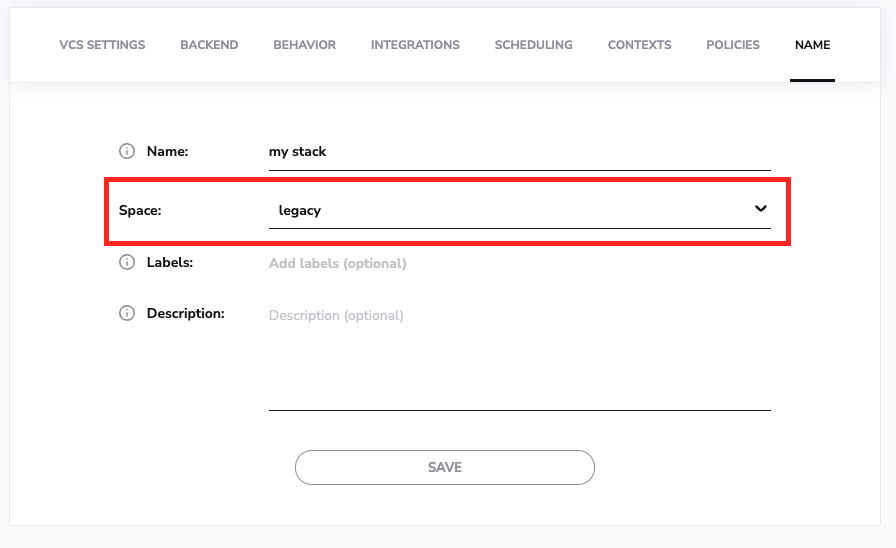 VCS SETTINGS BACKEND BEHAVIOR INTEGRATIONS SCHEDULING CONTEXTS POLICIES NAME
Name: my stack
Space: legacy
Labels: Add labels (optional)
Description: Description (optional)
SAVE